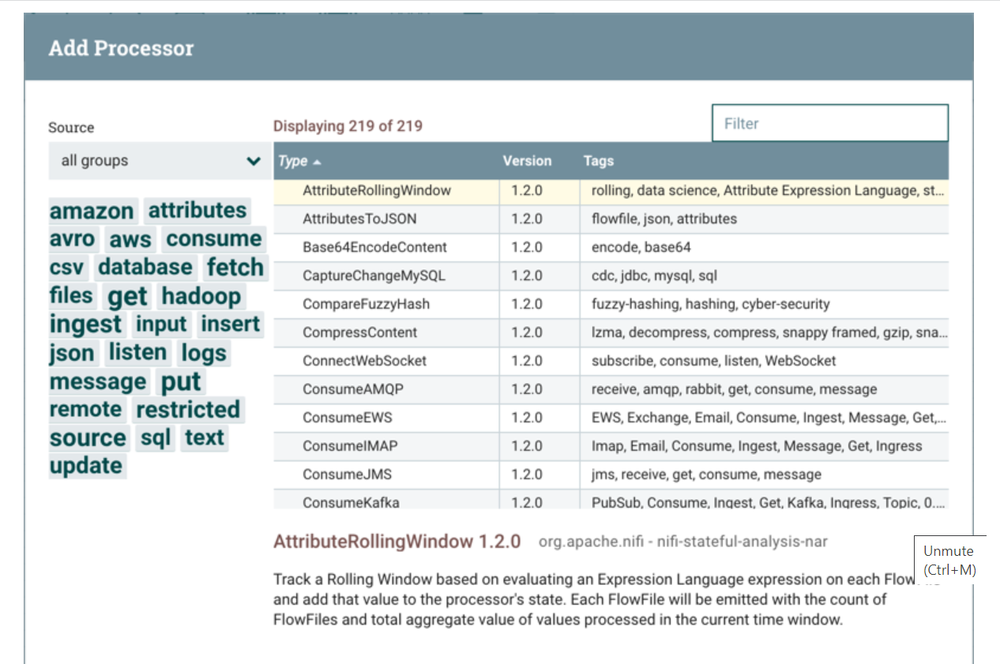 Add Processor
Source
Displaying 219 of 219
Filter
all groups
Type Version Tags
AttributeRollingWindow 1.2.0 rolling, data science, Attribute Expression Language, st...
AttributesToJSON 1.2.0 flowfile, json, attributes
Base64EncodeContent 1.2.0 encode, base64
CaptureChangeMySQL 1.2.0 cdc, jdbc, mysql, sql
CompareFuzzyHash 1.2.0 fuzzy-hashing, hashing, cyber-security
CompressContent 1.2.0 lzma, decompress, compress, snappy framed, gzip, sna...
ConnectWebSocket 1.2.0 subscribe, consume, listen, WebSocket
ConsumeAMQP 1.2.0 receive, amqp, rabbit, get, consume, message
ConsumeEWS 1.2.0 EWS, Exchange, Email, Consume, Ingest, Message, Get,...
ConsumeIMAP 1.2.0 Imap, Email, Consume, Ingest, Message, Get, Ingress
ConsumeJMS 1.2.0 jms, receive, get, consume, message
ConsumeKafka 1.2.0 PubSub, Consume, Ingest, Get, Kafka, Ingress, Topic, 0....
amazon attributes
avro aws consume
csv database fetch
files get hadoop
ingest input insert
json listen logs
message put
remote restricted
source sql text
update
AttributeRollingWindow 1.2.0 org.apache.nifi - nifi-stateful-analysis-nar
Track a Rolling Window based on evaluating an Expression Language expression on each
and add that value to the processor's state. Each FlowFile will be emitted with the count of
FlowFiles and total aggregate value of values processed in the current time window.
Unmute
(Ctrl+M)